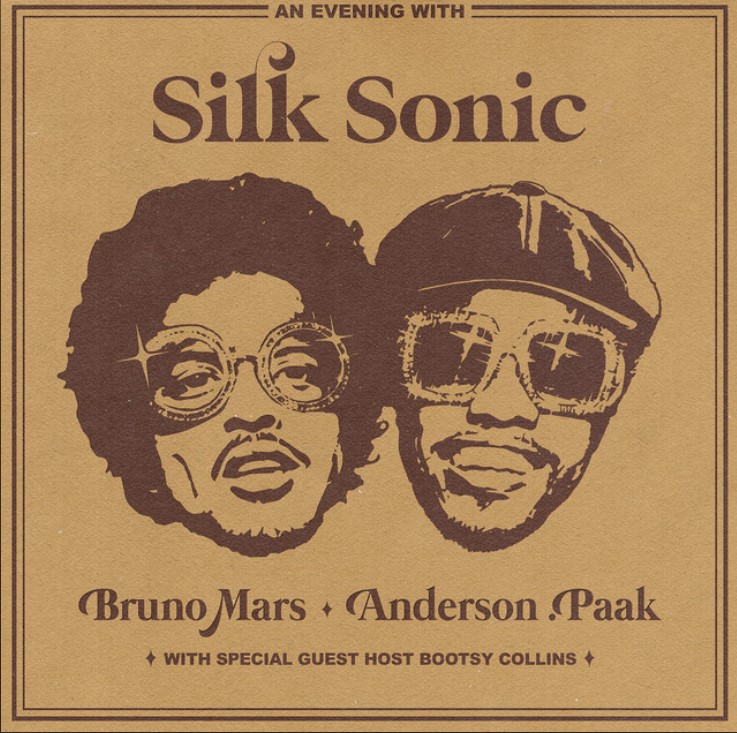 AN EVENING WITH
Silk Sonic
Bruno Mars ✦ Anderson .Paak
✦ WITH SPECIAL GUEST HOST BOOTSY COLLINS ✦